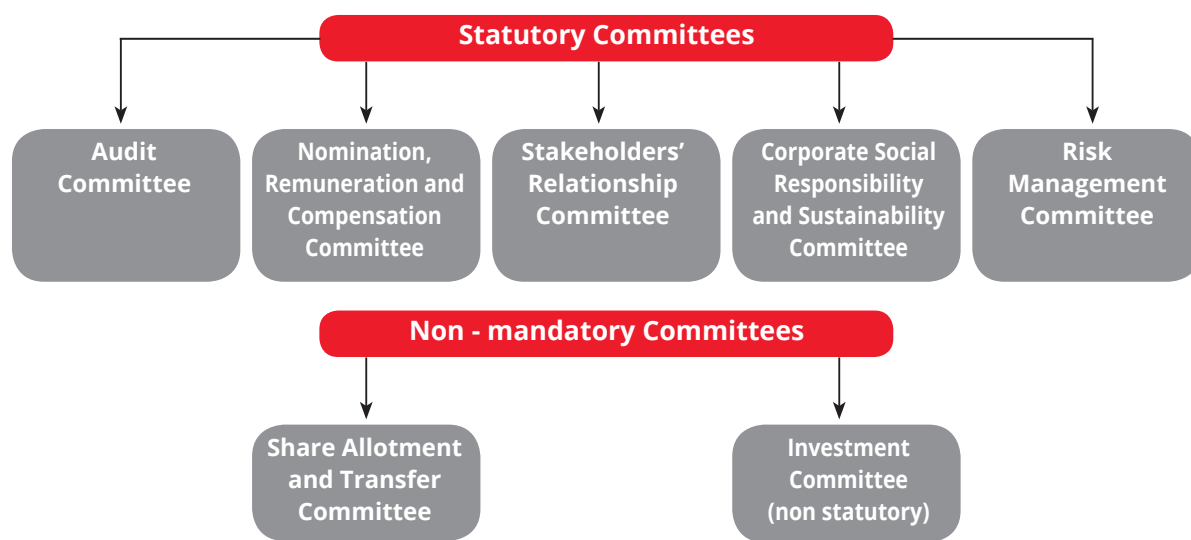 Statutory Committees
Audit
Committee
Nomination,
Remuneration and
Compensation
Committee
Stakeholders’
Relationship
Committee
Corporate Social
Responsibility
and Sustainability
Committee
Risk
Management
Committee
Non - mandatory Committees
Share Allotment
and Transfer
Committee
Investment
Committee
(non statutory)